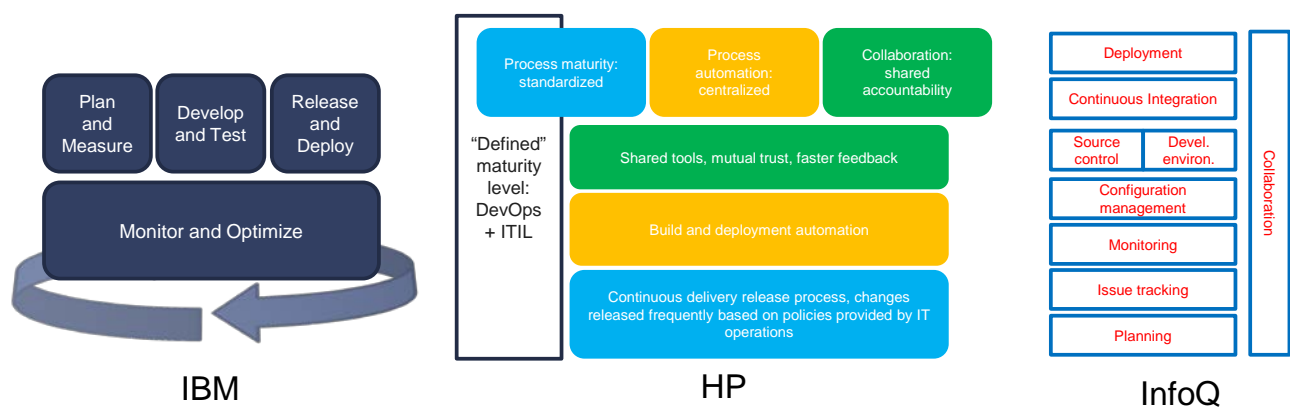 Plan
and
Measure
Develop
and Test
Release
and
Deploy
Monitor and Optimize
IBM
Process maturity:
standardized
Process
automation:
centralized
Collaboration:
shared
accountability
“Defined”
maturity
level:
DevOps
+ ITIL
Shared tools, mutual trust, faster feedback
Build and deployment automation
Continuous delivery release process, changes
released frequently based on policies provided by IT
operations
HP
Deployment
Continuous Integration
Source
control
Devel.
environ.
Configuration
management
Monitoring
Issue tracking
Planning
Collaboration
InfoQ